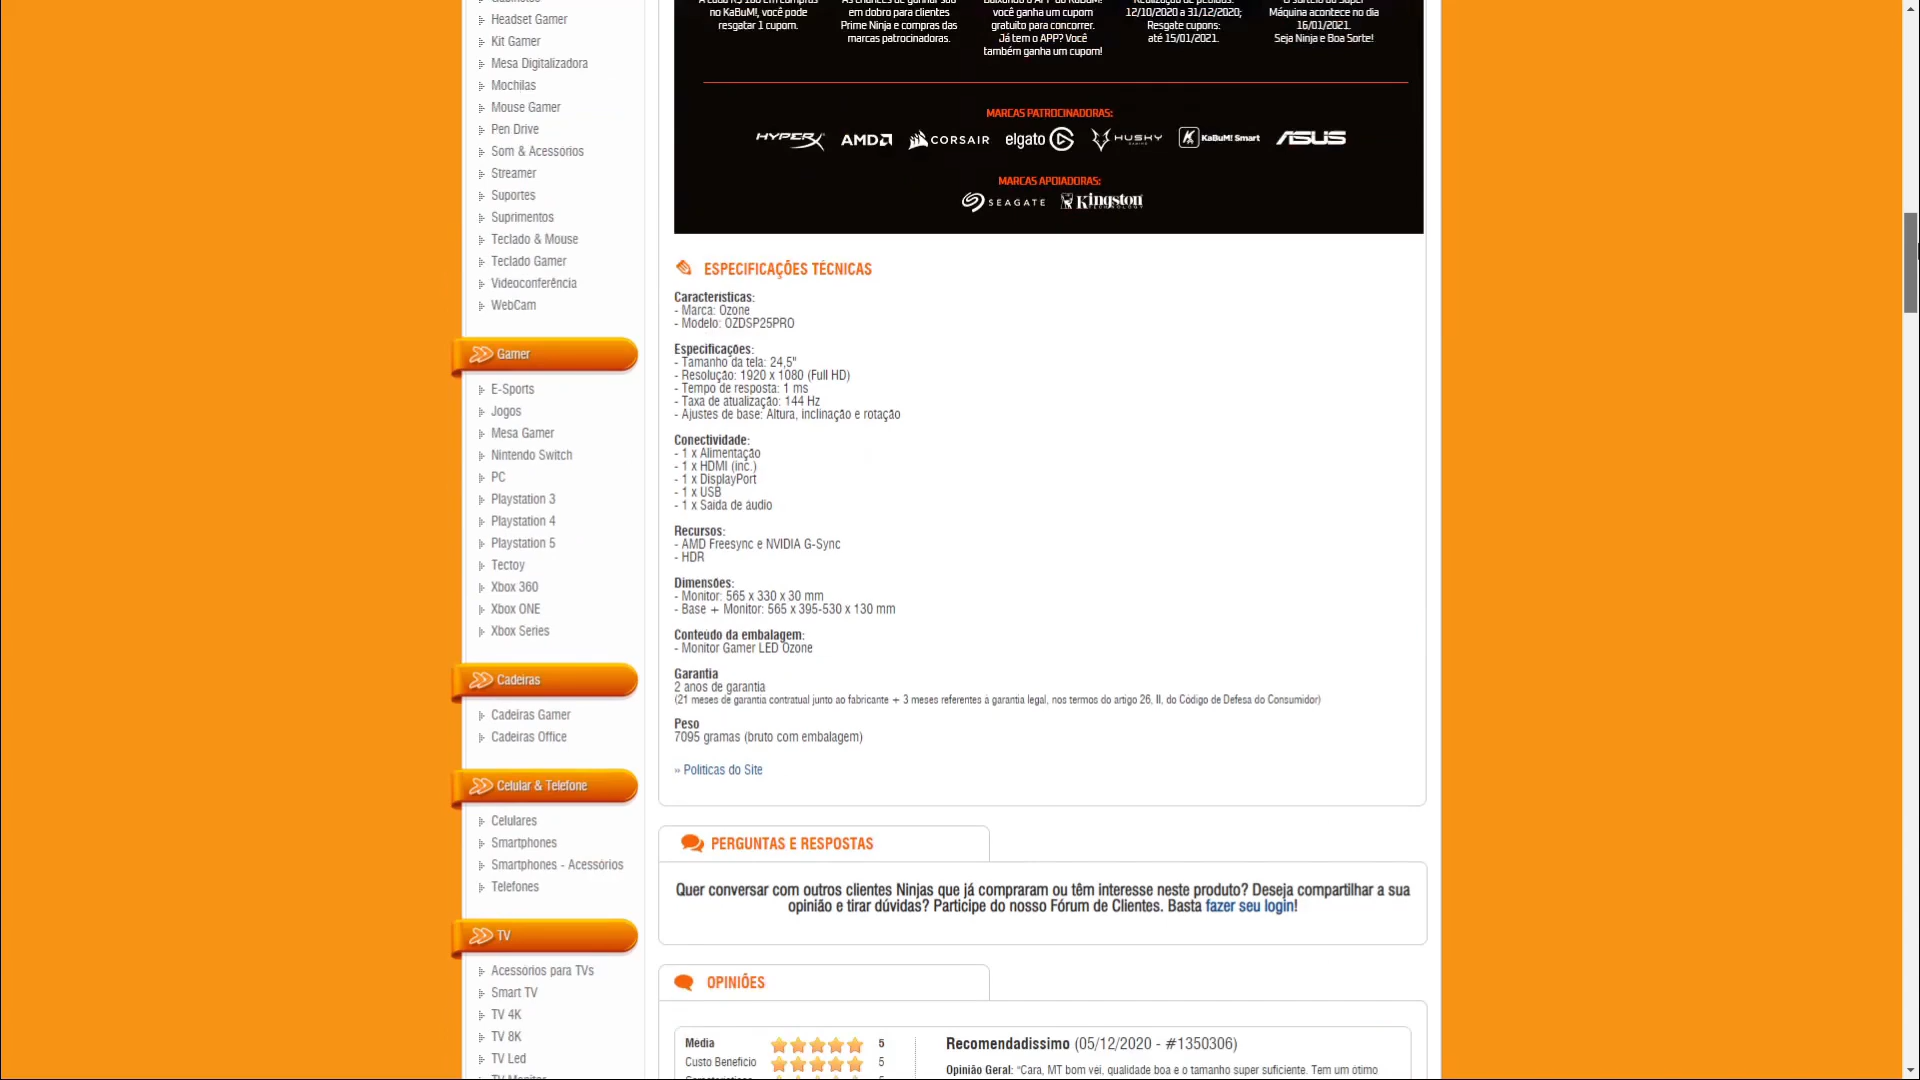 Headset Gamer
Kit Gamer
Mesa Digitalizadora
Mochilas
Mouse Gamer
Pen Drive
Som & Acessórios
Streamer
Suportes
Suprimentos
Teclado & Mouse
Teclado Gamer
Videoconferência
WebCam
Gamer
E-Sports
Jogos
Mesa Gamer
Nintendo Switch
PC
Playstation 3
Playstation 4
Playstation 5
Tectoy
Xbox 360
Xbox ONE
Xbox Series
Cadeiras
Cadeiras Gamer
Cadeiras Office
Celular & Telefone
Celulares
Smartphones
Smartphones - Acessórios
Telefones
TV
Acessórios para TVs
Smart TV
TV 4K
TV 8K
TV Led
no KaBuM!, você pode
resgatar 1 cupom.
em dobro para clientes
Prime Ninja e compras das
marcas patrocinadoras.
você ganha um cupom
gratuito para concorrer.
Já tem o APP? Você
também ganha um cupom!
12/10/2020 a 31/12/2020;
Resgate cupons:
até 15/01/2021.
Máquina acontece no dia
16/01/2021.
Seja Ninja e Boa Sorte!
MARCAS PATROCINADORAS:
HYPERX AMD CORSAIR elgato HUSKY GAMING KaBuM! Smart ASUS
MARCAS APOIADORAS:
SEAGATE Kingston TECHNOLOGY
ESPECIFICAÇÕES TÉCNICAS
Características:
- Marca: Ozone
- Modelo: OZDSP25PRO
Especificações:
- Tamanho da tela: 24,5"
- Resolução: 1920 x 1080 (Full HD)
- Tempo de resposta: 1 ms
- Taxa de atualização: 144 Hz
- Ajustes de base: Altura, inclinação e rotação
Conectividade:
- 1 x Alimentação
- 1 x HDMI (inc.)
- 1 x DisplayPort
- 1 x USB
- 1 x Saída de áudio
Recursos:
- AMD Freesync e NVIDIA G-Sync
- HDR
Dimensões:
- Monitor: 565 x 330 x 30 mm
- Base + Monitor: 565 x 395-530 x 130 mm
Conteúdo da embalagem:
- Monitor Gamer LED Ozone
Garantia
2 anos de garantia
(21 meses de garantia contratual junto ao fabricante + 3 meses referentes à garantia legal, nos termos do artigo 26, II, do Código de Defesa do Consumidor)
Peso
7095 gramas (bruto com embalagem)
» Políticas do Site
PERGUNTAS E RESPOSTAS
Quer conversar com outros clientes Ninjas que já compraram ou têm interesse neste produto? Deseja compartilhar a sua
opinião e tirar dúvidas? Participe do nosso Fórum de Clientes. Basta fazer seu login!
OPINIÕES
Media 5
Custo Benefício 5
Recomendadíssimo (05/12/2020 - #1350306)
Opinião Geral: "Cara, MT bom vei, qualidade boa e o tamanho super suficiente. Tem um ótimo